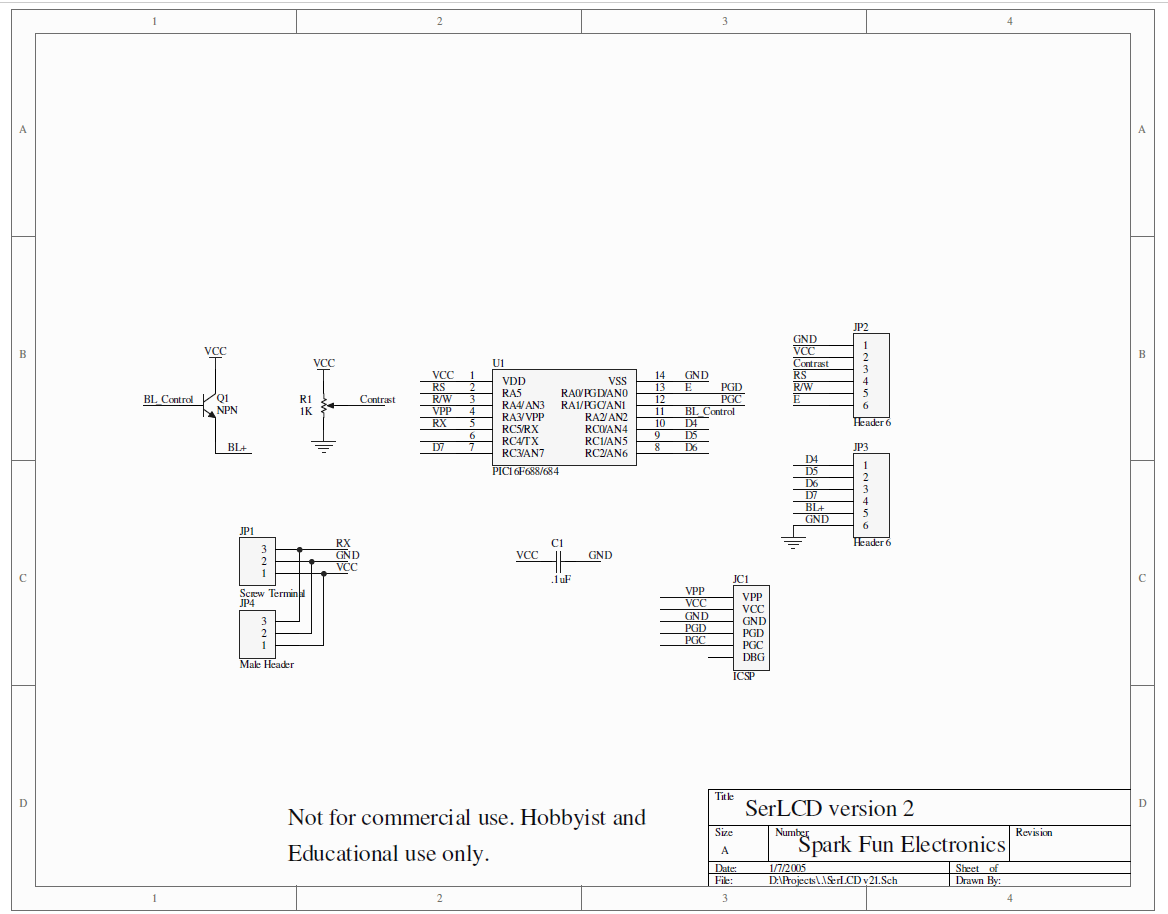 1 2 3 4
A A
B B
C C
D D
VCC
BL_Control
Q1
NPN
BL+
VCC
R1
1K
Contrast
U1
VCC 1 VDD VSS 14 GND
RS 2 RA5 RA0/PGD/AN0 13 E PGD
R/W 3 RA4/AN3 RA1/PGC/AN1 12 PGC
VPP 4 RA3/VPP RA2/AN2 11 BL_Control
RX 5 RC5/RX RC0/AN4 10 D4
6 RC4/TX RC1/AN5 9 D5
D7 7 RC3/AN7 RC2/AN6 8 D6
PIC16F688/684
JP2
GND 1
VCC 2
Contrast 3
RS 4
R/W 5
E 6
Header 6
JP3
D4 1
D5 2
D6 3
D7 4
BL+ 5
GND 6
Header 6
JP1
3 RX
2 GND
1 VCC
Screw Terminal
JP4
3
2
1
Male Header
C1
VCC GND
.1uF
JC1
VPP VPP
VCC VCC
GND GND
PGD PGD
PGC PGC
DBG
ICSP
Not for commercial use. Hobbyist and
Educational use only.
Title
SerLCD version 2
Size Number Revision
A Spark Fun Electronics
Date: 1/7/2005 Sheet of
File: D:\Projects\.\SerLCD v21.Sch Drawn By:
1 2 3 4